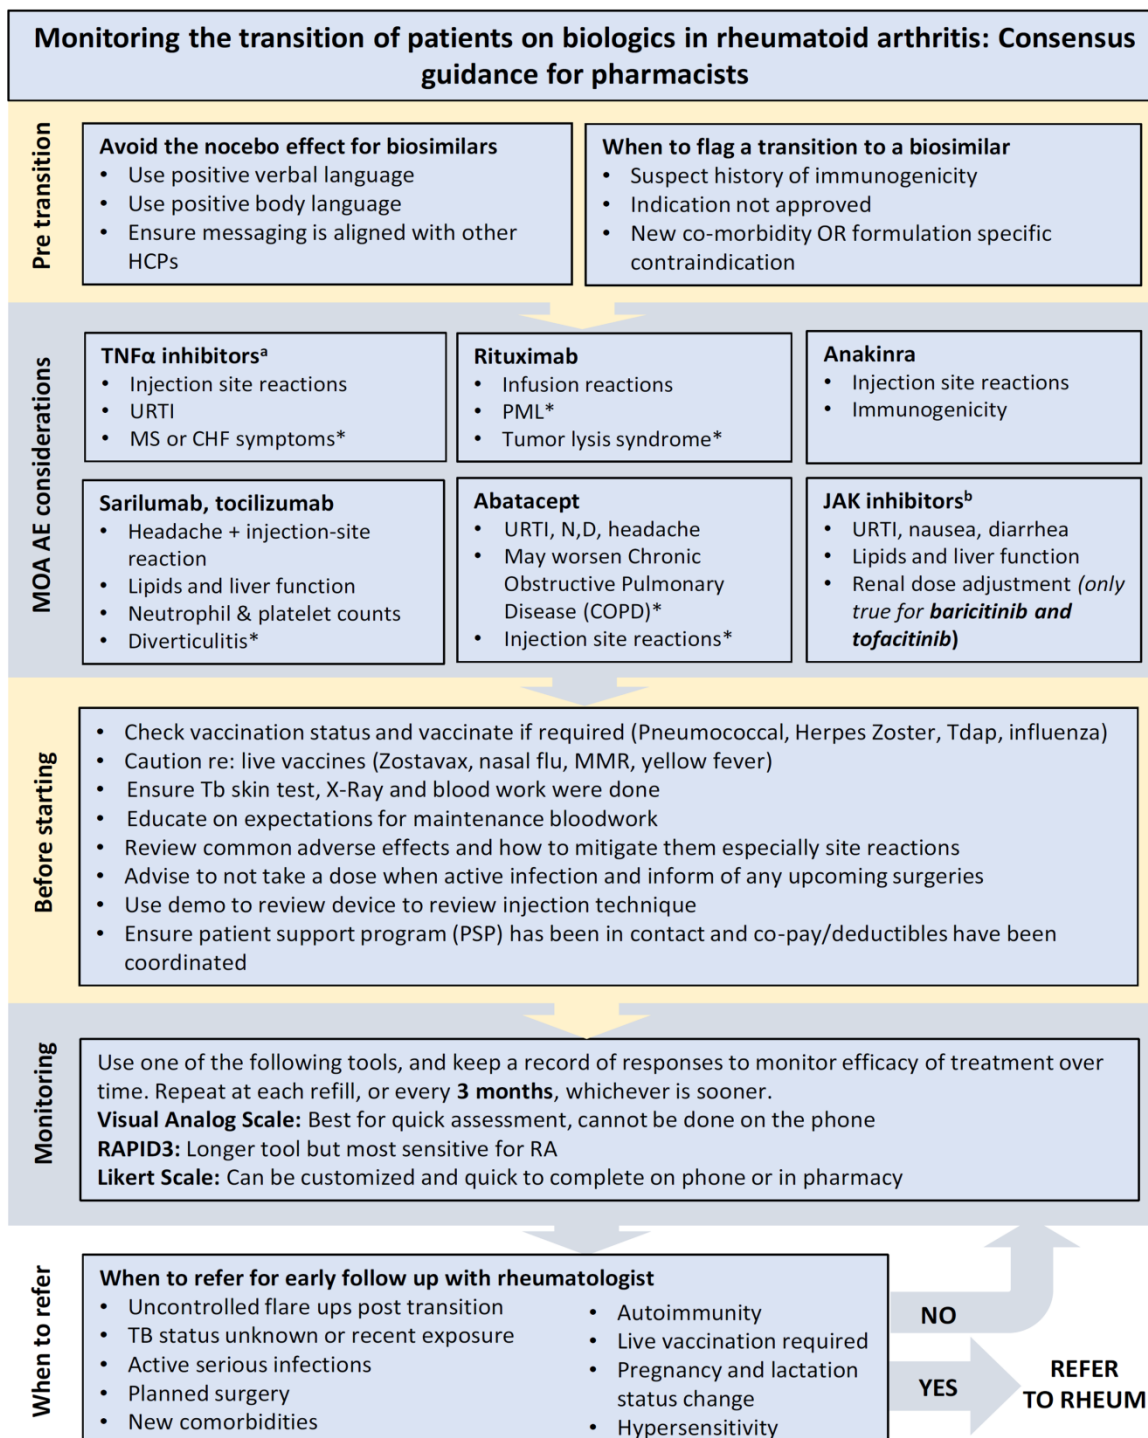 Monitoring the transition of patients on biologics in rheumatoid arthritis: Consensus
guidance for pharmacists
Pre transition
Avoid the nocebo effect for biosimilars
• Use positive verbal language
• Use positive body language
• Ensure messaging is aligned with other
HCPs
When to flag a transition to a biosimilar
• Suspect history of immunogenicity
• Indication not approved
• New co-morbidity OR formulation specific
contraindication
MOA AE considerations
TNFα inhibitorsᵃ
• Injection site reactions
• URTI
• MS or CHF symptoms*
Rituximab
• Infusion reactions
• PML*
• Tumor lysis syndrome*
Anakinra
• Injection site reactions
• Immunogenicity
Sarilumab, tocilizumab
• Headache + injection-site
reaction
• Lipids and liver function
• Neutrophil & platelet counts
• Diverticulitis*
Abatacept
• URTI, N,D, headache
• May worsen Chronic
Obstructive Pulmonary
Disease (COPD)*
• Injection site reactions*
JAK inhibitorsᵇ
• URTI, nausea, diarrhea
• Lipids and liver function
• Renal dose adjustment (only
true for baricitinib and
tofacitinib)
Before starting
• Check vaccination status and vaccinate if required (Pneumococcal, Herpes Zoster, Tdap, influenza)
• Caution re: live vaccines (Zostavax, nasal flu, MMR, yellow fever)
• Ensure Tb skin test, X-Ray and blood work were done
• Educate on expectations for maintenance bloodwork
• Review common adverse effects and how to mitigate them especially site reactions
• Advise to not take a dose when active infection and inform of any upcoming surgeries
• Use demo to review device to review injection technique
• Ensure patient support program (PSP) has been in contact and co-pay/deductibles have been
coordinated
Monitoring
Use one of the following tools, and keep a record of responses to monitor efficacy of treatment over
time. Repeat at each refill, or every 3 months, whichever is sooner.
Visual Analog Scale: Best for quick assessment, cannot be done on the phone
RAPID3: Longer tool but most sensitive for RA
Likert Scale: Can be customized and quick to complete on phone or in pharmacy
When to refer
When to refer for early follow up with rheumatologist
• Uncontrolled flare ups post transition
• TB status unknown or recent exposure
• Active serious infections
• Planned surgery
• New comorbidities
• Autoimmunity
• Live vaccination required
• Pregnancy and lactation
status change
• Hypersensitivity
NO
YES
REFER
TO RHEUM